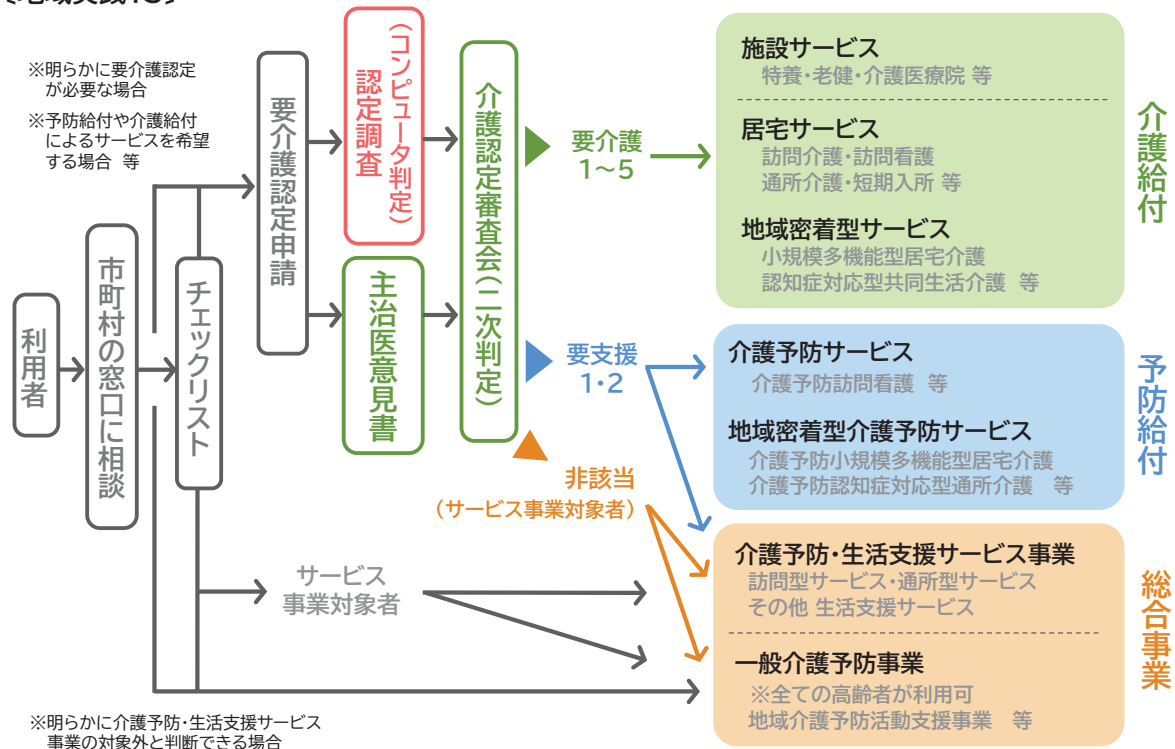 ※明らかに要介護認定
が必要な場合
※予防給付や介護給付
によるサービスを希望
する場合 等
利用者
市町村の窓口に相談
チェックリスト
要介護認定申請
認定調査
(コンピュータ判定)
主治医意見書
介護認定審査会(二次判定)
要介護
1~5
要支援
1・2
非該当
(サービス事業対象者)
サービス
事業対象者
施設サービス
特養・老健・介護医療院 等
居宅サービス
訪問介護・訪問看護
通所介護・短期入所 等
地域密着型サービス
小規模多機能型居宅介護
認知症対応型共同生活介護 等
介護給付
介護予防サービス
介護予防訪問看護 等
地域密着型介護予防サービス
介護予防小規模多機能型居宅介護
介護予防認知症対応型通所介護 等
予防給付
介護予防・生活支援サービス事業
訪問型サービス・通所型サービス
その他 生活支援サービス
一般介護予防事業
※全ての高齢者が利用可
地域介護予防活動支援事業 等
総合事業
※明らかに介護予防・生活支援サービス
事業の対象外と判断できる場合